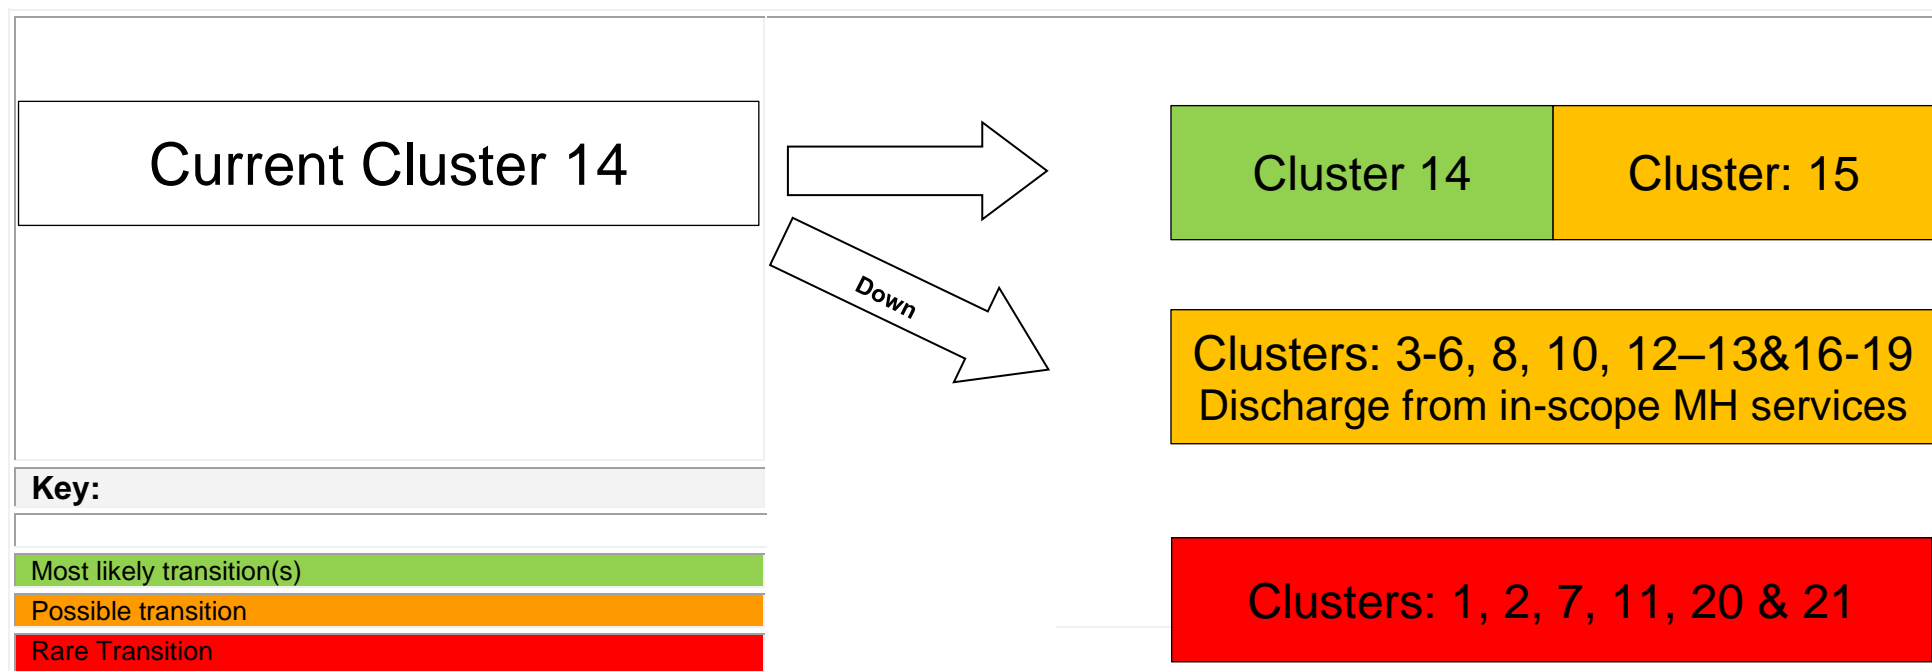 Current Cluster 14
Cluster 14
Cluster: 15
Down
Clusters: 3-6, 8, 10, 12–13&16-19
Discharge from in-scope MH services
Key:
Most likely transition(s)
Possible transition
Rare Transition
Clusters: 1, 2, 7, 11, 20 & 21